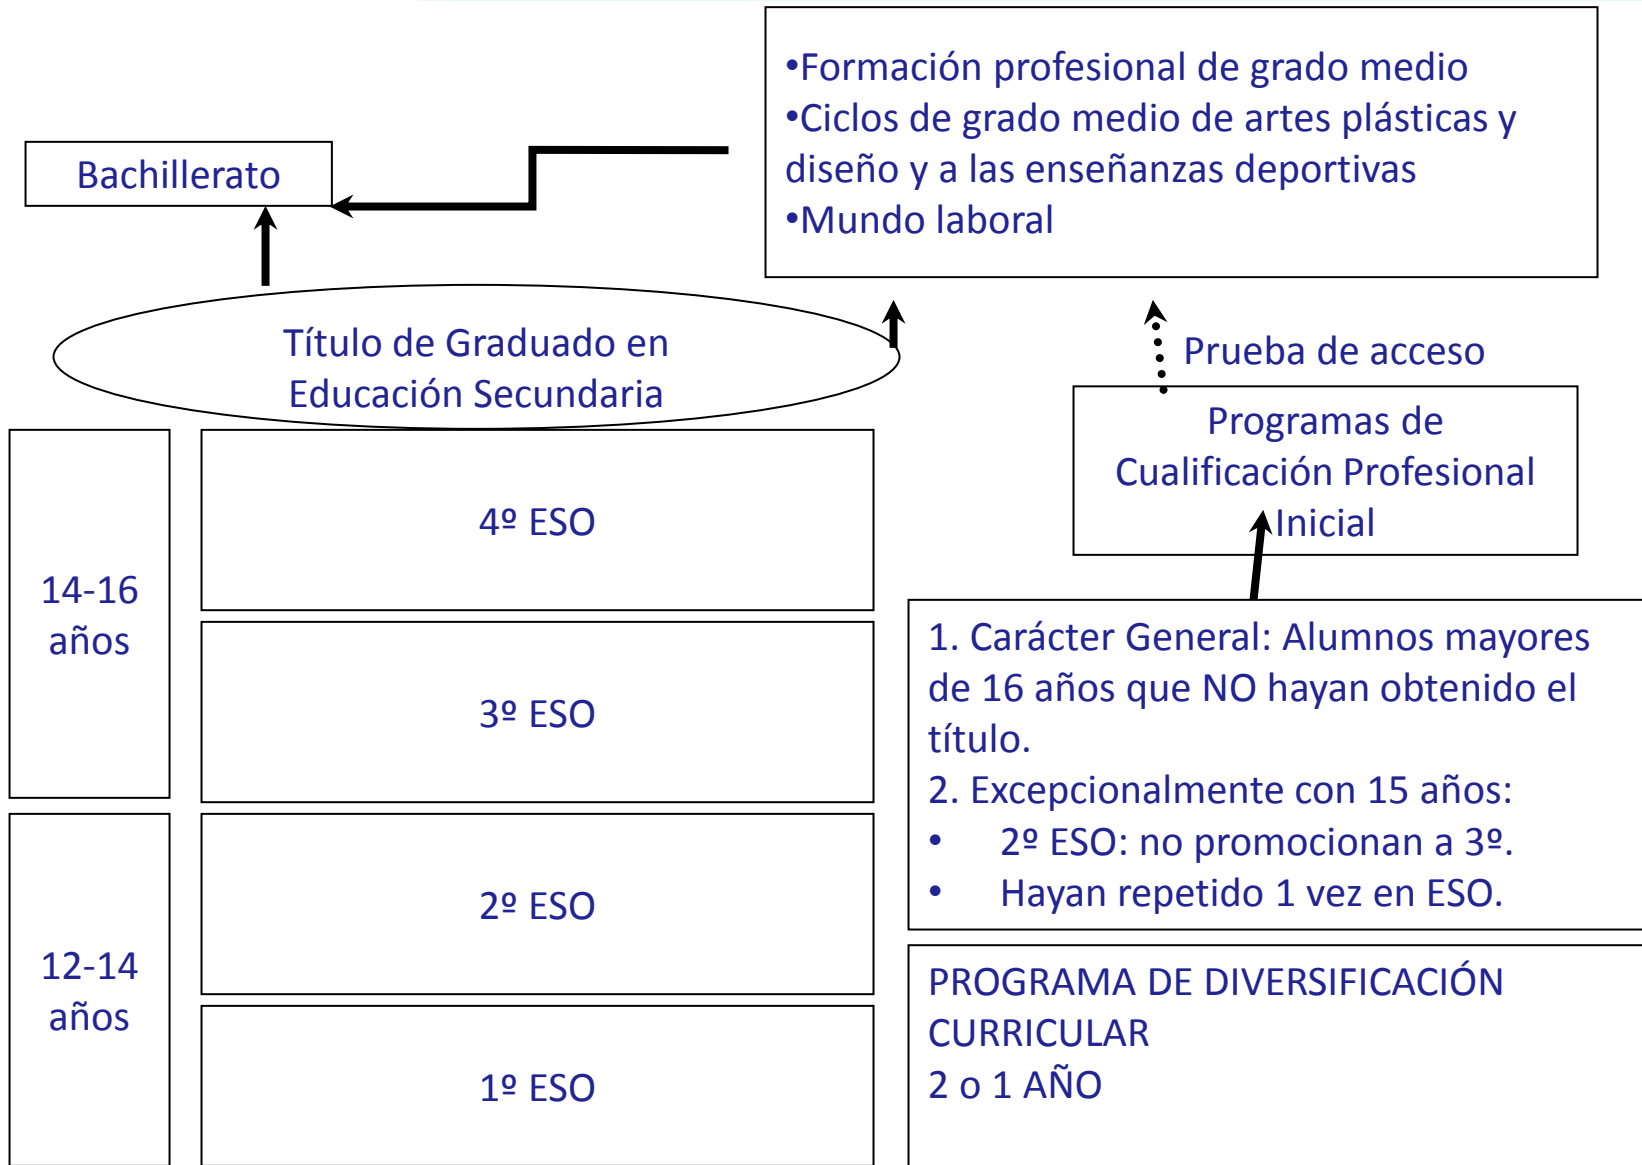 •Formación profesional de grado medio
•Ciclos de grado medio de artes plásticas y
diseño y a las enseñanzas deportivas
•Mundo laboral
Bachillerato
Título de Graduado en
Educación Secundaria
Prueba de acceso
Programas de
Cualificación Profesional
Inicial
14-16
años
4º ESO
3º ESO
1. Carácter General: Alumnos mayores
de 16 años que NO hayan obtenido el
título.
2. Excepcionalmente con 15 años:
• 2º ESO: no promocionan a 3º.
• Hayan repetido 1 vez en ESO.
12-14
años
2º ESO
1º ESO
PROGRAMA DE DIVERSIFICACIÓN
CURRICULAR
2 o 1 AÑO